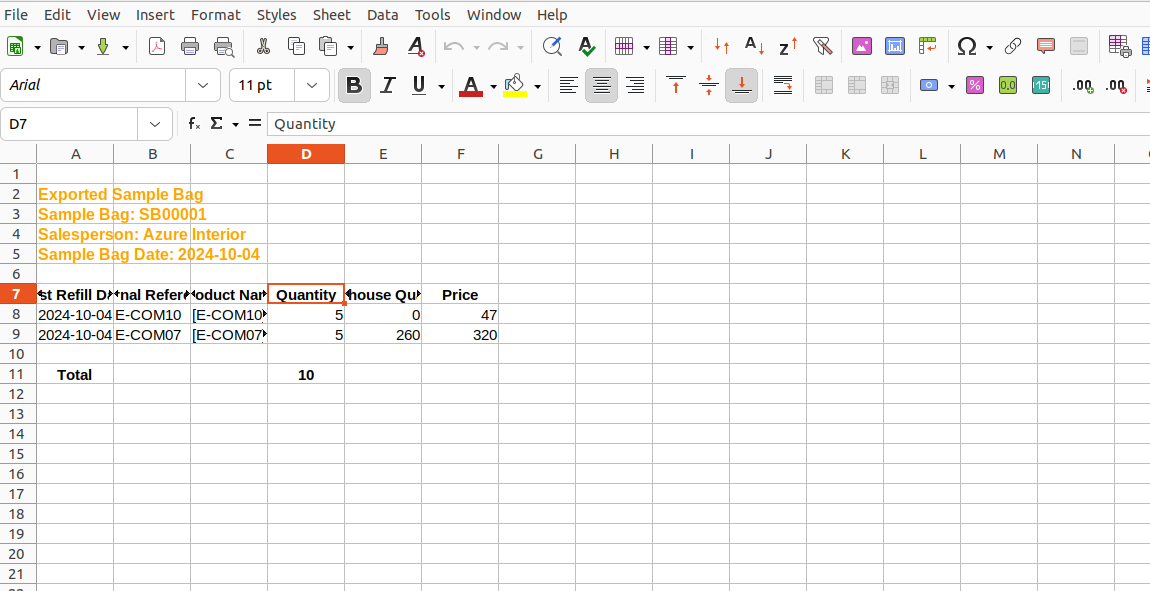 File Edit View Insert Format Styles Sheet Data Tools Window Help
Arial 11 pt
D7 Quantity
A B C D E F G H I J K L M N
1
2 Exported Sample Bag
3 Sample Bag: SB00001
4 Salesperson: Azure Interior
5 Sample Bag Date: 2024-10-04
6
7 st Refill D nal Refer oduct Nar Quantity house Qu Price
8 2024-10-04 E-COM10 [E-COM10 5 0 47
9 2024-10-04 E-COM07 [E-COM07 5 260 320
10
11 Total 10
12
13
14
15
16
17
18
19
20
21